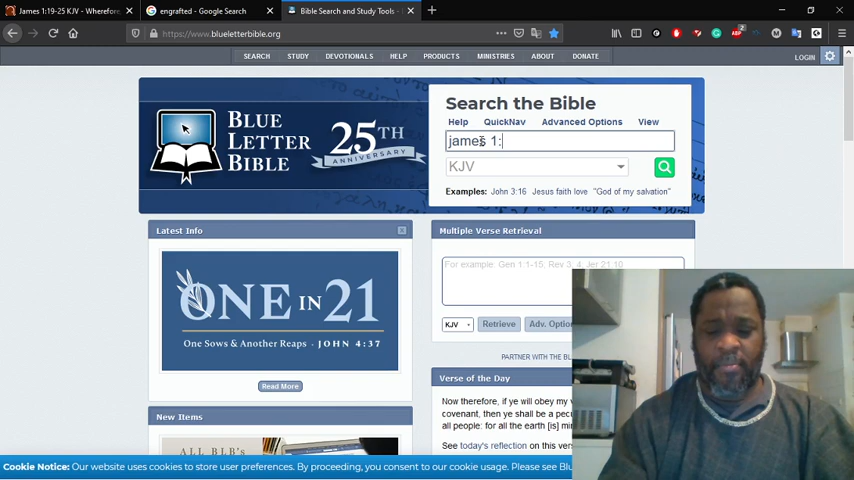 James 1:19-25 KJV - Wherefore,
engrafted - Google Search
Bible Search and Study Tools -
https://www.blueletterbible.org
SEARCH STUDY DEVOTIONALS HELP PRODUCTS MINISTRIES ABOUT DONATE
LOGIN
BLUE
LETTER
BIBLE
25TH
ANNIVERSARY
Search the Bible
Help QuickNav Advanced Options View
james 1:
KJV
Examples: John 3:16 Jesus faith love "God of my salvation"
Latest Info
ONE IN 21
One Sows & Another Reaps · JOHN 4:37
Read More
New Items
ALL BLB's
Multiple Verse Retrieval
For example: Gen 1:1-15; Rev 3, 4; Jer 21:10
KJV Retrieve Adv. Option
PARTNER WITH THE BL
Verse of the Day
Now therefore, if ye will obey my v
covenant, then ye shall be a pec
all people: for all the earth [is] min
See today's reflection on this vers
Cookie Notice: Our website uses cookies to store user preferences. By proceeding, you consent to our cookie usage. Please see Blu